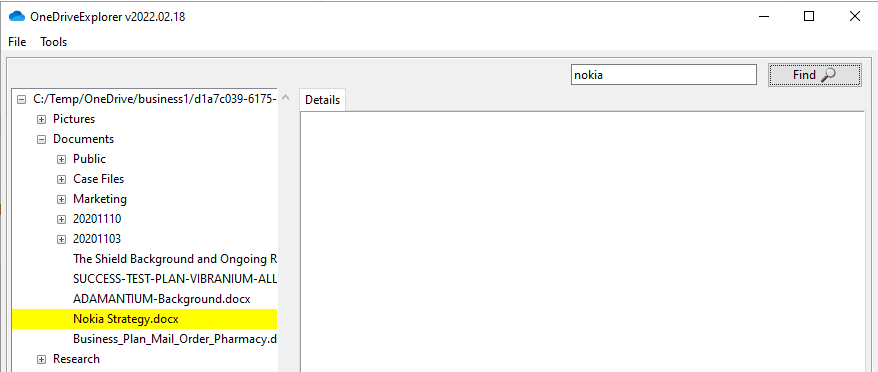 OneDriveExplorer v2022.02.18
File Tools
nokia Find
C:/Temp/OneDrive/business1/d1a7c039-6175-
Details
Pictures
Documents
Public
Case Files
Marketing
20201110
20201103
The Shield Background and Ongoing R
SUCCESS-TEST-PLAN-VIBRANIUM-ALL
ADAMANTIUM-Background.docx
Nokia Strategy.docx
Business_Plan_Mail_Order_Pharmacy.d
Research